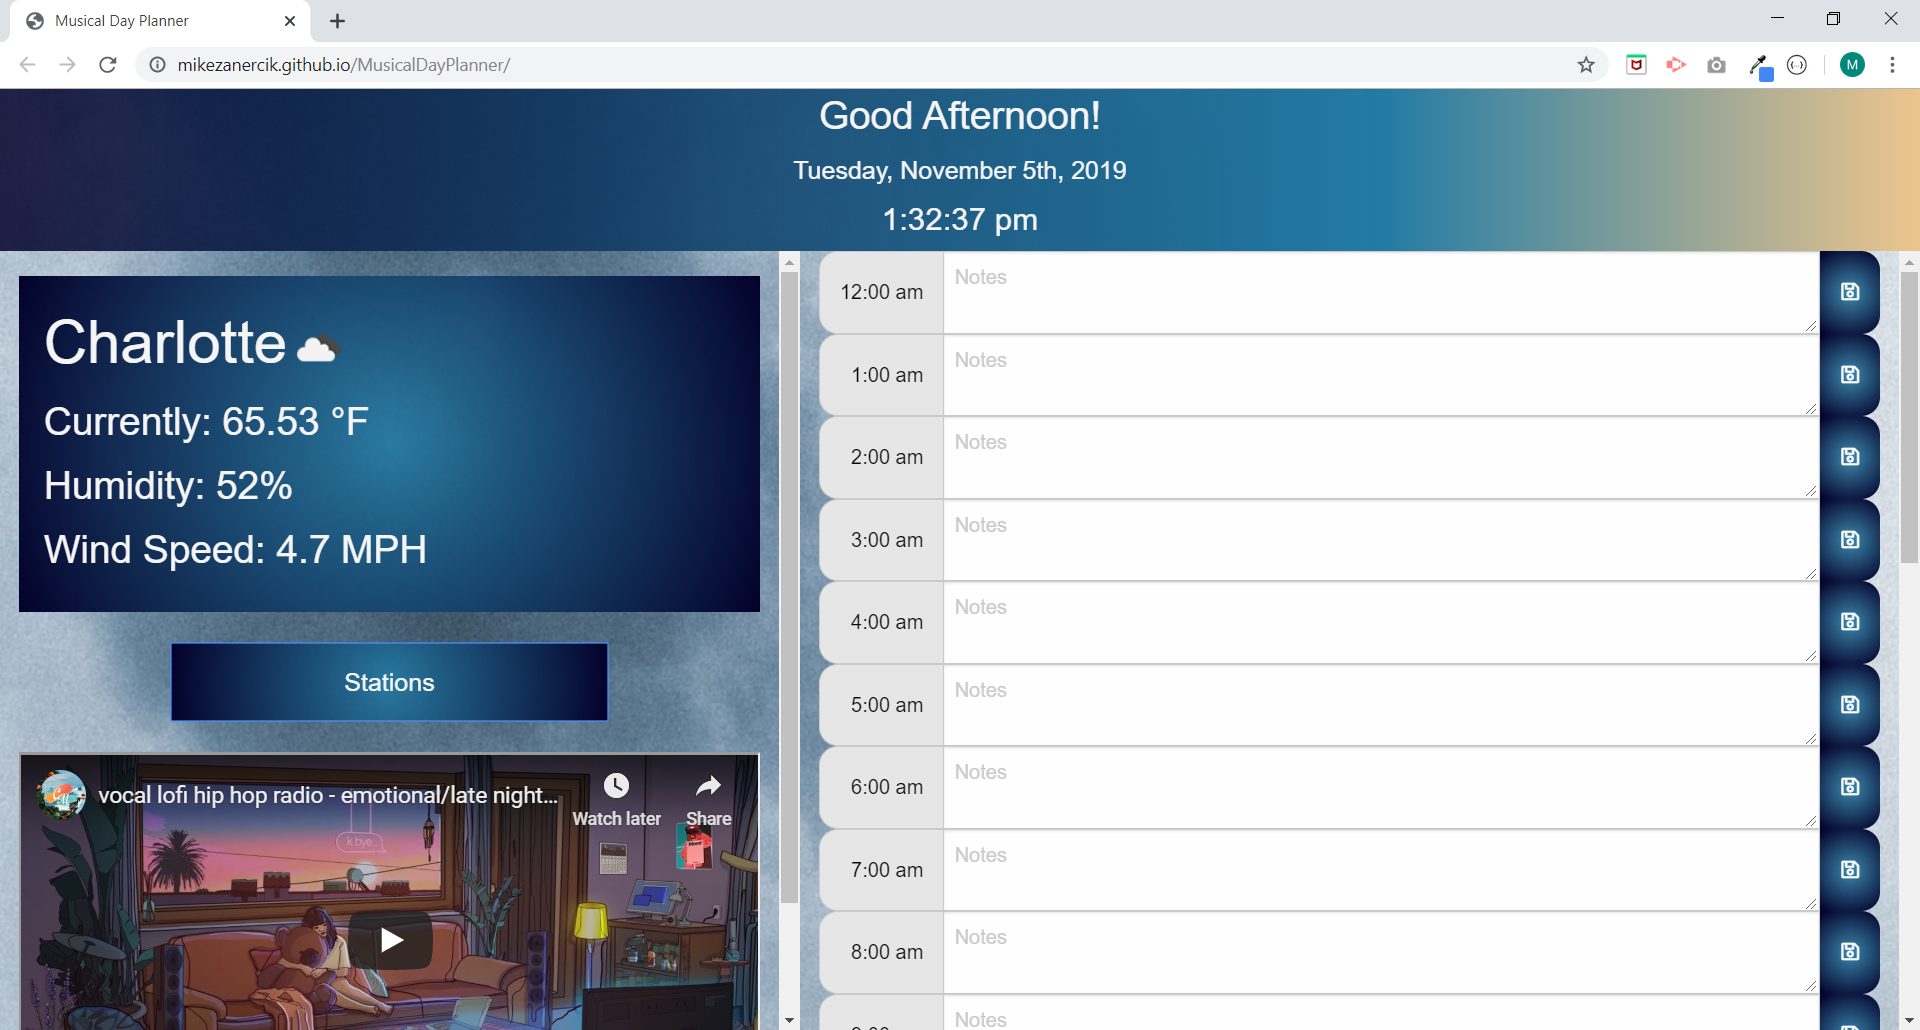 Musical Day Planner
mikezanercik.github.io/MusicalDayPlanner/
M
Good Afternoon!
Tuesday, November 5th, 2019
1:32:37 pm
Charlotte
Currently: 65.53 °F
Humidity: 52%
Wind Speed: 4.7 MPH
Stations
vocal lofi hip hop radio - emotional/late night...
Watch later
Share
k bye..
12:00 am
Notes
1:00 am
Notes
2:00 am
Notes
3:00 am
Notes
4:00 am
Notes
5:00 am
Notes
6:00 am
Notes
7:00 am
Notes
8:00 am
Notes
Notes